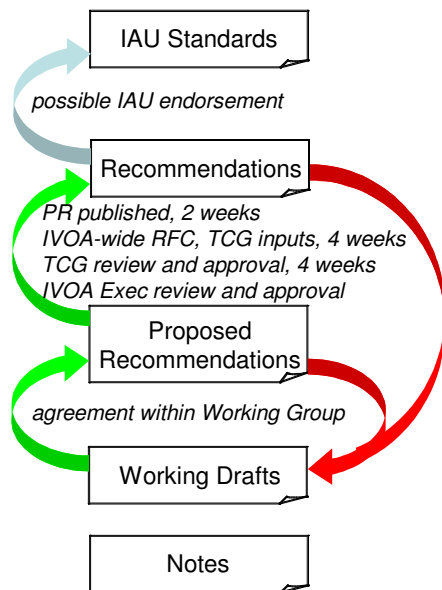 IAU Standards
possible IAU endorsement
Recommendations
PR published, 2 weeks
IVOA-wide RFC, TCG inputs, 4 weeks
TCG review and approval, 4 weeks
IVOA Exec review and approval
Proposed
Recommendations
agreement within Working Group
Working Drafts
Notes